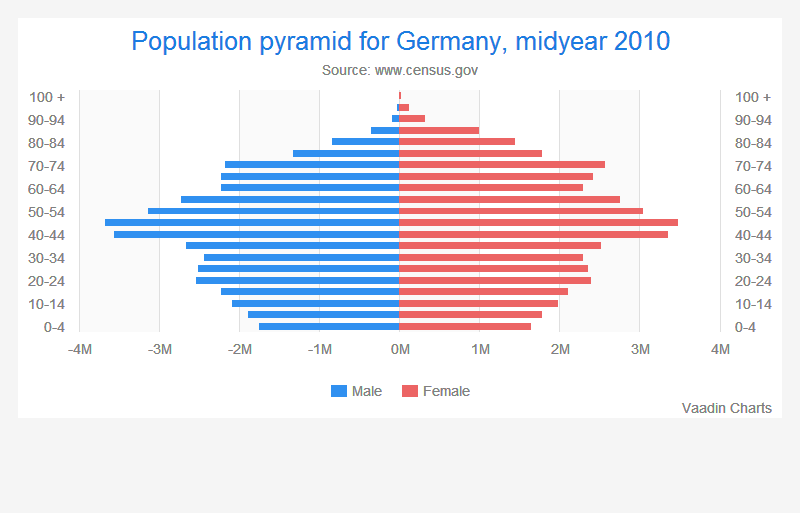 Population pyramid for Germany, midyear 2010
Source: www.census.gov
100 + 100 +
90-94 90-94
80-84 80-84
70-74 70-74
60-64 60-64
50-54 50-54
40-44 40-44
30-34 30-34
20-24 20-24
10-14 10-14
0-4 0-4
-4M -3M -2M -1M 0M 1M 2M 3M 4M
Male Female
Vaadin Charts